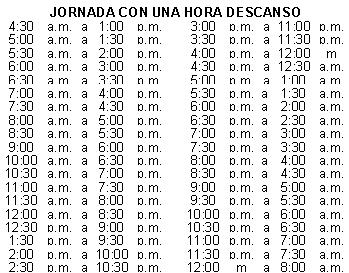 JORNADA CON UNA HORA DESCANSO
4:30 a.m. a 1:00 p.m. 3:00 p.m. a 11:00 p.m.
5:00 a.m. a 1:30 p.m. 3:30 p.m. a 11:30 p.m.
5:30 a.m. a 2:00 p.m. 4:00 p.m. a 12:00 m
6:00 a.m. a 3:00 p.m. 4:30 p.m. a 12:30 a.m.
6:30 a.m. a 3:30 p.m. 5:00 p.m. a 1:00 a.m.
7:00 a.m. a 4:00 p.m. 5:30 p.m. a 1:30 a.m.
7:30 a.m. a 4:30 p.m. 6:00 p.m. a 2:00 a.m.
8:00 a.m. a 5:00 p.m. 6:30 p.m. a 2:30 a.m.
8:30 a.m. a 5:30 p.m. 7:00 p.m. a 3:00 a.m.
9:00 a.m. a 6:00 p.m. 7:30 p.m. a 3:30 a.m.
10:00 a.m. a 6:30 p.m. 8:00 p.m. a 4:00 a.m.
10:30 a.m. a 7:00 p.m. 8:30 p.m. a 4:30 a.m.
11:00 a.m. a 7:30 p.m. 9:00 p.m. a 5:00 a.m.
11:30 a.m. a 8:00 p.m. 9:30 p.m. a 5:30 a.m.
12:00 a.m. a 8:30 p.m. 10:00 p.m. a 6:00 a.m.
12:30 a.m. a 9:00 p.m. 10:30 p.m. a 6:30 a.m.
1:30 p.m. a 9:30 p.m. 11:00 p.m. a 7:00 a.m.
2:00 p.m. a 10:00 p.m. 11:30 p.m. a 7:30 a.m.
2:30 p.m. a 10:30 p.m. 12:00 m a 8:00 a.m.